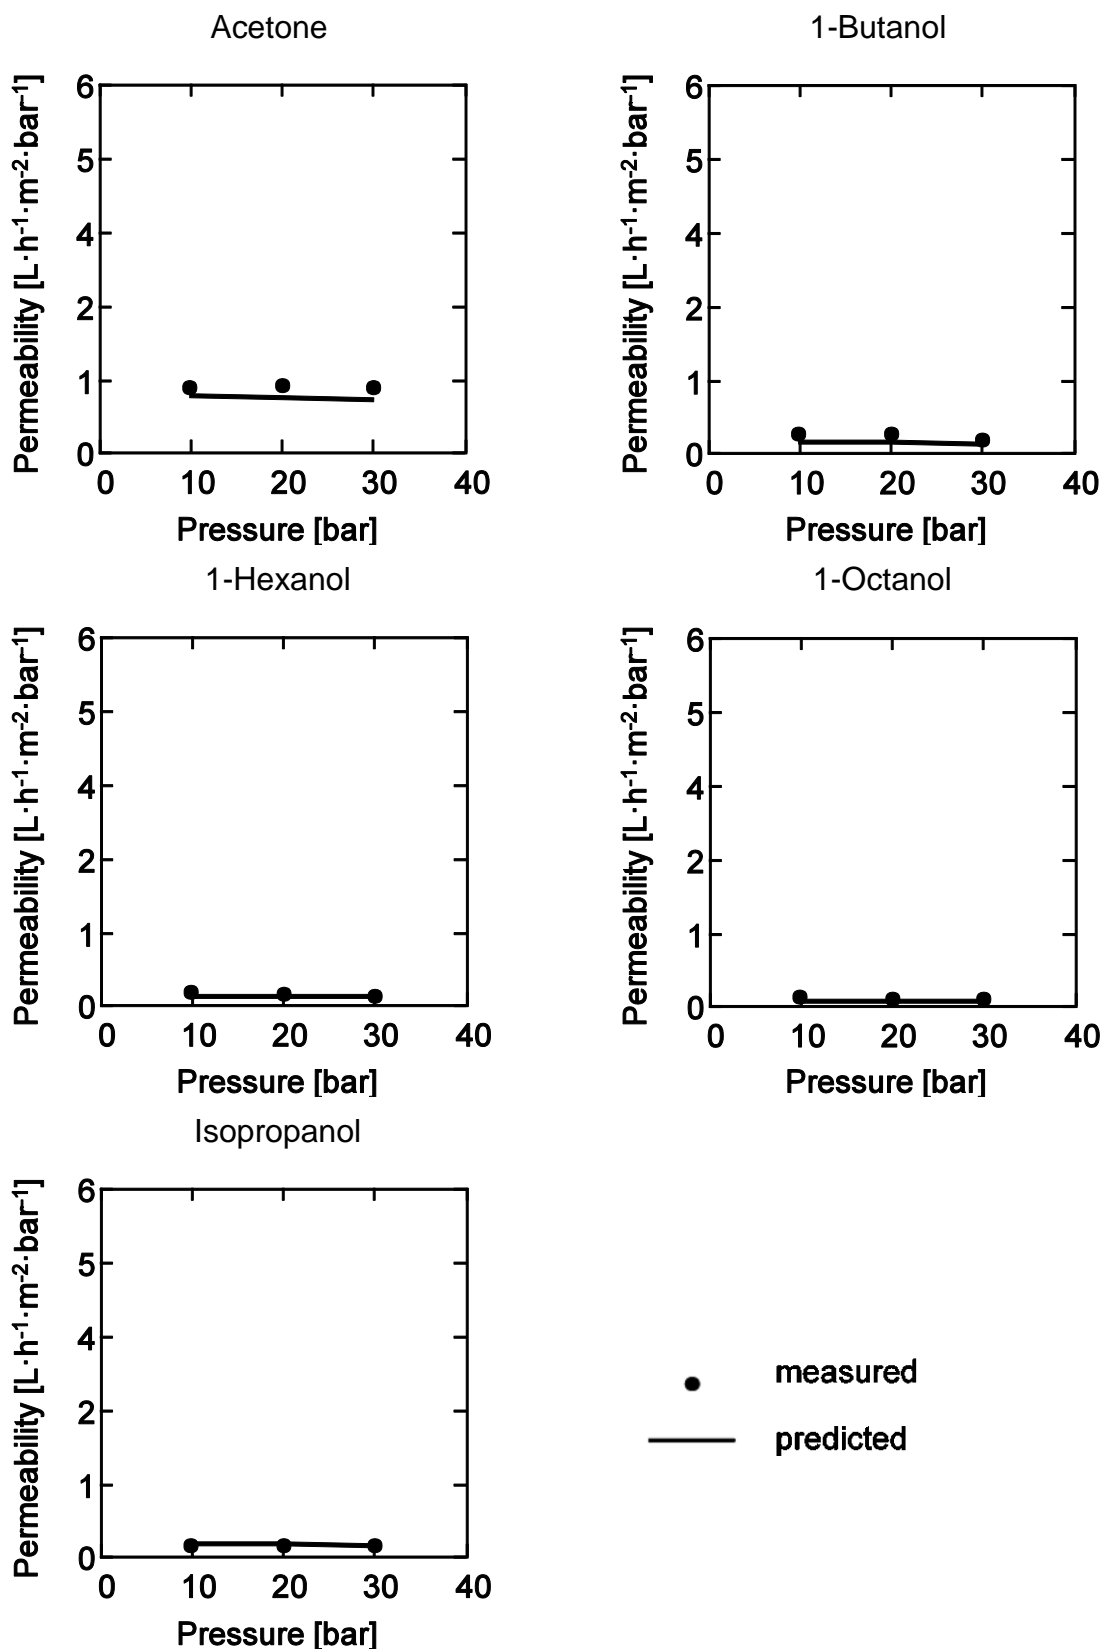 Acetone
Permeability [L·h⁻¹·m⁻²·bar⁻¹]
6
5
4
2
1
0
0 10 20 30 40
Pressure [bar]
1-Butanol
Permeability [L·h⁻¹·m⁻²·bar⁻¹]
6
5
4
2
1
0
0 10 20 30 40
Pressure [bar]
1-Hexanol
Permeability [L·h⁻¹·m⁻²·bar⁻¹]
6
5
4
2
1
0
0 10 20 30 40
Pressure [bar]
1-Octanol
Permeability [L·h⁻¹·m⁻²·bar⁻¹]
6
5
4
2
1
0
0 10 20 30 40
Pressure [bar]
Isopropanol
Permeability [L·h⁻¹·m⁻²·bar⁻¹]
6
5
4
2
1
0
0 10 20 30 40
Pressure [bar]
measured
predicted